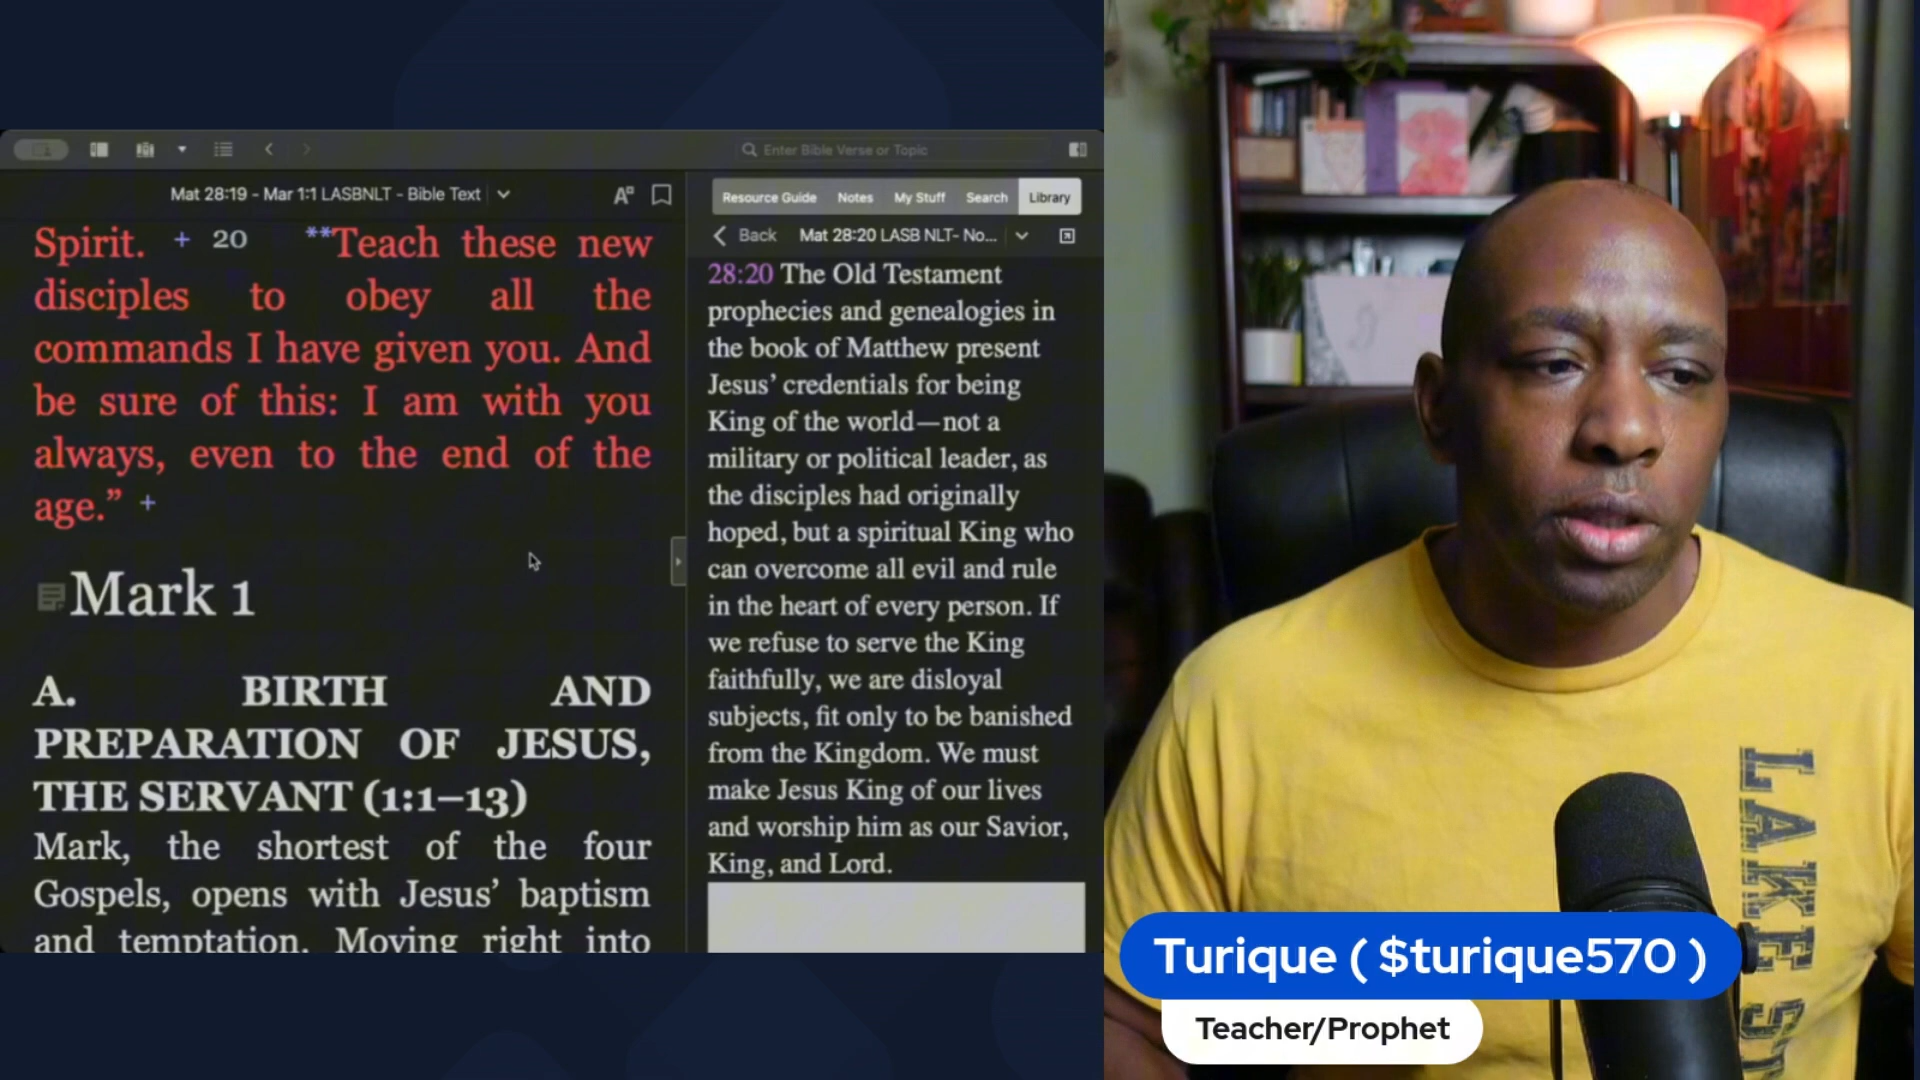 Enter Bible Verse or Topic
Mat 28:19 - Mar 1:1 LASBNLT - Bible Text
Spirit. + 20 **Teach these new
disciples to obey all the
commands I have given you. And
be sure of this: I am with you
always, even to the end of the
age.” +
Mark 1
A. BIRTH AND
PREPARATION OF JESUS,
THE SERVANT (1:1–13)
Mark, the shortest of the four
Gospels, opens with Jesus’ baptism
and temptation. Moving right into
Resource Guide Notes My Stuff Search Library
Back Mat 28:20 LASB NLT- No...
28:20 The Old Testament
prophecies and genealogies in
the book of Matthew present
Jesus’ credentials for being
King of the world—not a
military or political leader, as
the disciples had originally
hoped, but a spiritual King who
can overcome all evil and rule
in the heart of every person. If
we refuse to serve the King
faithfully, we are disloyal
subjects, fit only to be banished
from the Kingdom. We must
make Jesus King of our lives
and worship him as our Savior,
King, and Lord.
LAKE
Turique ( $turique570 )
Teacher/Prophet